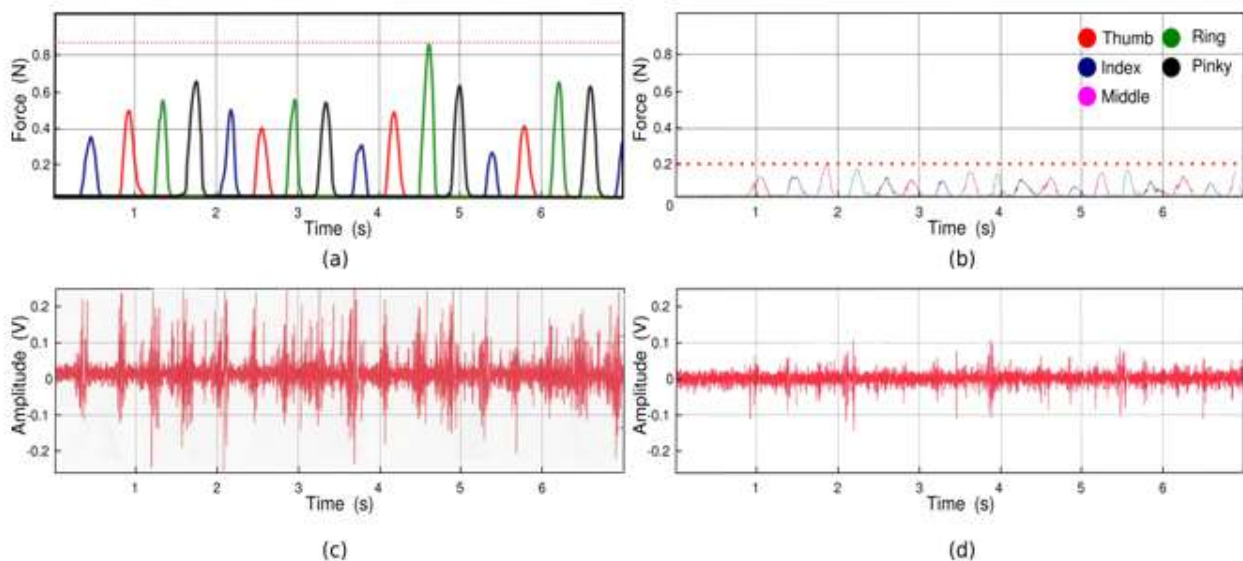 Force (N)
0.8
0.6
0.4
0.2
1 2 3 4 5 6
Time (s)
(a)
Force (N)
0.8
0.6
0.4
0.2
0
1 2 3 4 5 6
Time (s)
(b)
Thumb Ring
Index Pinky
Middle
Amplitude (V)
0.2
0.1
0
-0.1
-0.2
1 2 3 4 5 6
Time (s)
(c)
Amplitude (V)
0.2
0.1
0
-0.1
-0.2
1 2 3 4 5 6
Time (s)
(d)